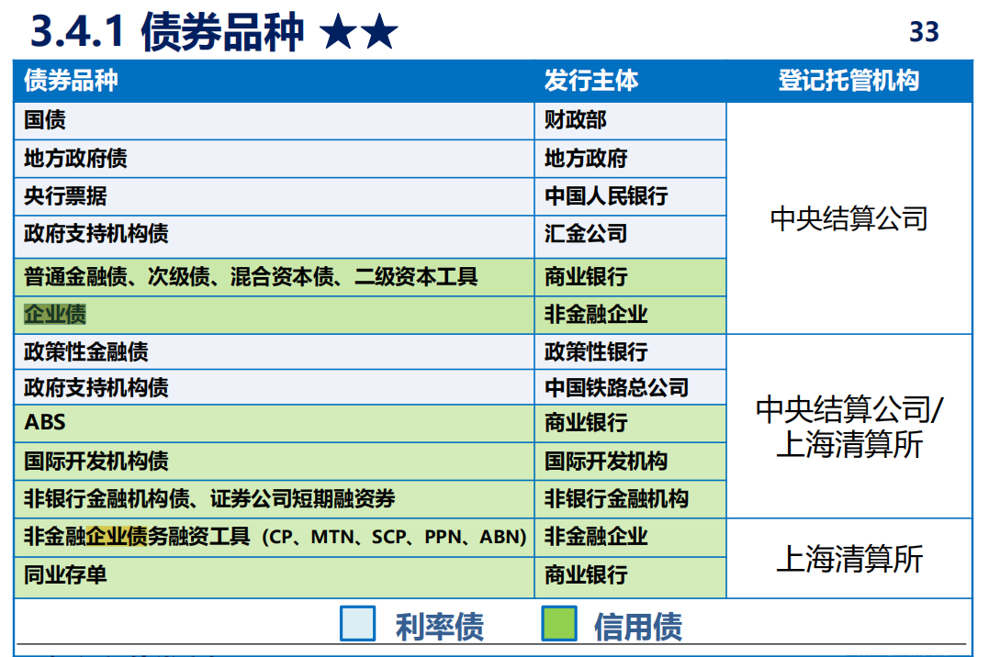 3.4.1 债券品种 ★★
33
债券品种 发行主体 登记托管机构
国债 财政部
地方政府债 地方政府
央行票据 中国人民银行
中央结算公司
政府支持机构债 汇金公司
普通金融债、次级债、混合资本债、二级资本工具 商业银行
企业债 非金融企业
政策性金融债 政策性银行
政府支持机构债 中国铁路总公司
中央结算公司/
上海清算所
ABS 商业银行
国际开发机构债 国际开发机构
非银行金融机构债、证券公司短期融资券 非银行金融机构
非金融企业债务融资工具（CP、MTN、SCP、PPN、ABN） 非金融企业
上海清算所
同业存单 商业银行
利率债 信用债